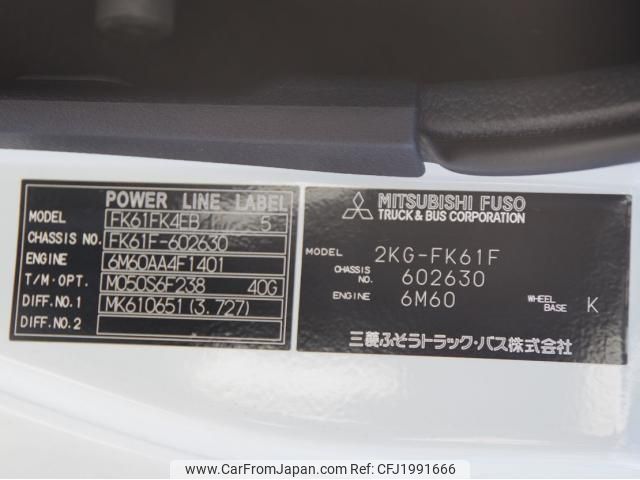 POWER LINE LABEL
MODEL FK61FK4EB 5
CHASSIS NO. FK61F-602630
ENGINE 6M60AA4F1401
T/M・OPT. M050S6F238 40G
DIFF.NO.1 MK610651(3.727)
DIFF.NO.2
MITSUBISHI FUSO
TRUCK & BUS CORPORATION
MODEL 2KG-FK61F
CHASSIS NO. 602630
ENGINE 6M60
WHEEL BASE K
三菱ふそうトラック・バス株式会社
www.CARFROMJAPAN.com - CFJ1991666